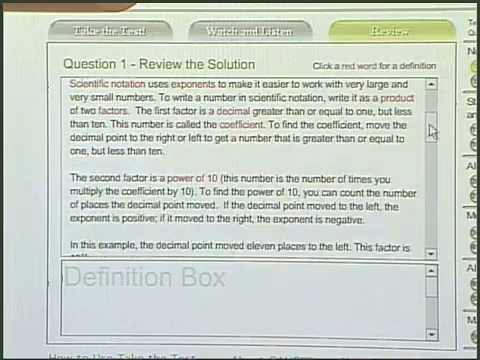 Take the Test!
Watch and Listen
Review
Question 1 - Review the Solution
Click a red word for a definition
Scientific notation uses exponents to make it easier to work with very large and
very small numbers. To write a number in scientific notation, write it as a product
of two factors. The first factor is a decimal greater than or equal to one, but less
than ten. This number is called the coefficient. To find the coefficient, move the
decimal point to the right or left to get a number that is greater than or equal to
one, but less than ten.
The second factor is a power of 10 (this number is the number of times you
multiply the coefficient by 10). To find the power of 10, you can count the number
of places the decimal point moved. If the decimal point moved to the left, the
exponent is positive; if it moved to the right, the exponent is negative.
In this example, the decimal point moved eleven places to the left. This factor is
Definition Box
How to Use Take the Test